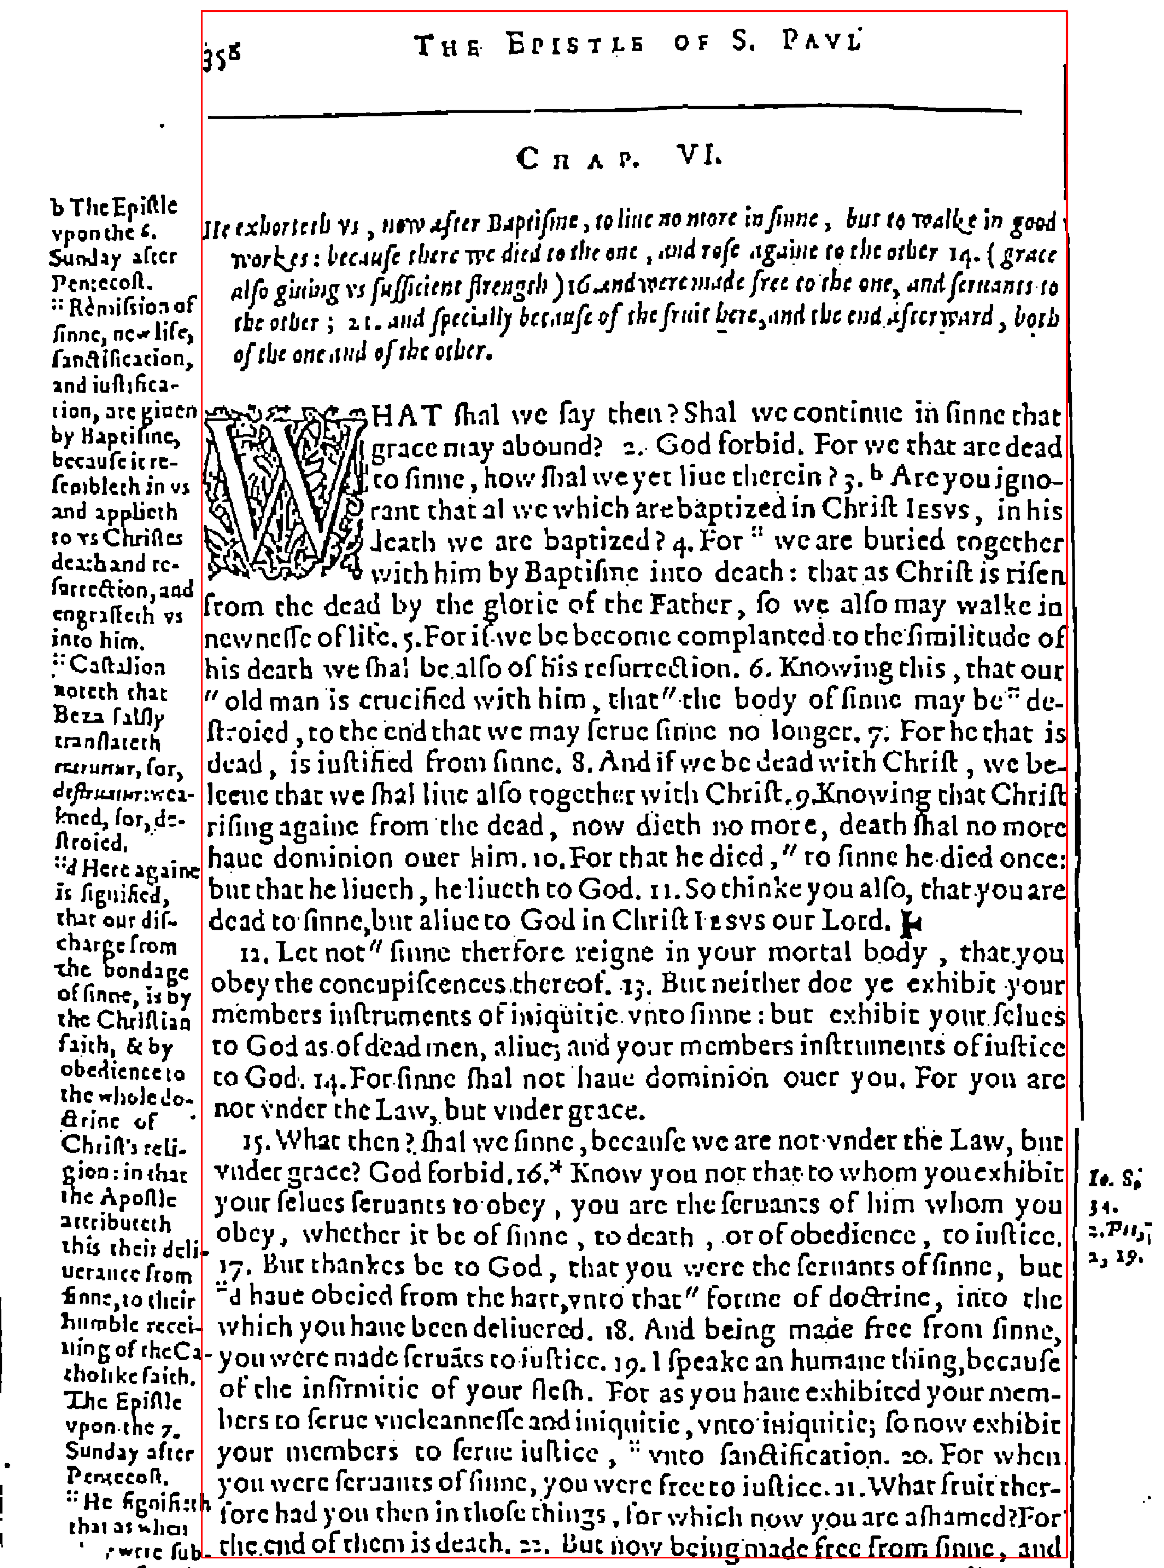 358 THE EPISTLE OF S. PAVL
CHAP. VI.
He exhorteth vs, now after Baptisme, to liue no more in sinne, but to walke in good
workes: because there we died to the one, and rose againe to the other 14. (grace
also giuing vs sufficient strength) 16. and were made free to the one, and seruants to
the other; 21. and specially because of the fruit here, and the end afterward, both
of the one and of the other.
WHAT ſhal we ſay then? Shal we continue in ſinne that
grace may abound? 2. God forbid. For we that are dead
to ſinne, how ſhal we yet liue therein? 3. b Are you igno-
rant that al we which are baptized in Chriſt IESVS, in his
death we are baptized? 4. For :: we are buried together
with him by Baptiſme into death: that as Chriſt is riſen
from the dead by the glorie of the Father, ſo we alſo may walke in
newneſſe of life. 5. For if we be become complanted to the ſimilitude of
his death we ſhal be alſo of his reſurrection. 6. Knowing this, that our
" old man is crucified with him, that " the body of ſinne may be :: de-
ſtroied, to the end that we may ſerue ſinne no longer. 7. For he that is
dead, is iuſtified from ſinne. 8. And if we be dead with Chriſt, we be-
leeue that we ſhal liue alſo together with Chriſt. 9. Knowing that Chriſt
riſing againe from the dead, now dieth no more, death ſhal no more
haue dominion ouer him. 10. For that he died, " to ſinne he died once:
but that he liueth, he liueth to God. 11. So thinke you alſo, that you are
dead to ſinne, but aliue to God in Chriſt IESVS our Lord.
12. Let not " ſinne therfore reigne in your mortal body, that you
obey the concupiſcences thereof. 13. But neither doe ye exhibit your
members inſtruments of iniquitie vnto ſinne: but exhibit your ſelues
to God as of dead men, aliue; and your members inſtruments of iuſtice
to God. 14. For ſinne ſhal not haue dominion ouer you. For you are
not vnder the Law, but vnder grace.
15. What then? ſhal we ſinne, becauſe we are not vnder the Law, but
vnder grace? God forbid. 16.* Know you not that to whom you exhibit
your ſelues ſeruants to obey, you are the ſeruants of him whom you
obey, whether it be of ſinne, to death, or of obedience, to iuſtice.
17. But thankes be to God, that you were the ſeruants of ſinne, but
::d haue obeied from the hart, vnto that " forme of doctrine, into the
which you haue been deliuered. 18. And being made free from ſinne,
you were made ſeruãts to iuſtice. 19. I ſpeake an humane thing, becauſe
of the infirmitie of your fleſh. For as you haue exhibited your mem-
bers to ſerue vncleanneſſe and iniquitie, vnto iniquitie; ſo now exhibit
your members to ſerue iuſtice, :: vnto ſanctification. 20. For when
you were ſeruants of ſinne, you were free to iuſtice. 21. What fruit ther-
fore had you then in thoſe things, for which now you are aſhamed? For
the end of them is death. 22. But now being made free from ſinne, and
b The Epiſtle
vpon the 6.
Sunday after
Pentecoſt.
:: Remiſsion of
ſinne, new life,
ſanctification,
and iuſtifica-
tion, are giuen
by Baptiſme,
becauſe it re-
ſembleth in vs
and applieth
to vs Chriſtes
death and re-
ſurrection, and
engraffeth vs
into him.
:: Caſtalion
noteth that
Beza falſly
tranſlateth
for,
wea-
kned, for, de-
ſtroied.
::d Here againe
is ſignified,
that our diſ-
charge from
the bondage
of ſinne, is by
the Chriſtian
faith, & by
obedience to
the whole do-
ctrine of
Chriſt's reli-
gion: in that
the Apoſtle
attributeth
this their deli-
uerance from
ſinne, to their
humble recei-
uing of the Ca-
tholike faith.
The Epiſtle
vpon the 7.
Sunday after
Pentecoſt.
:: He ſignifieth
that as when
were ſub-
Io. 8,
34.
2. Pet,
2, 19.